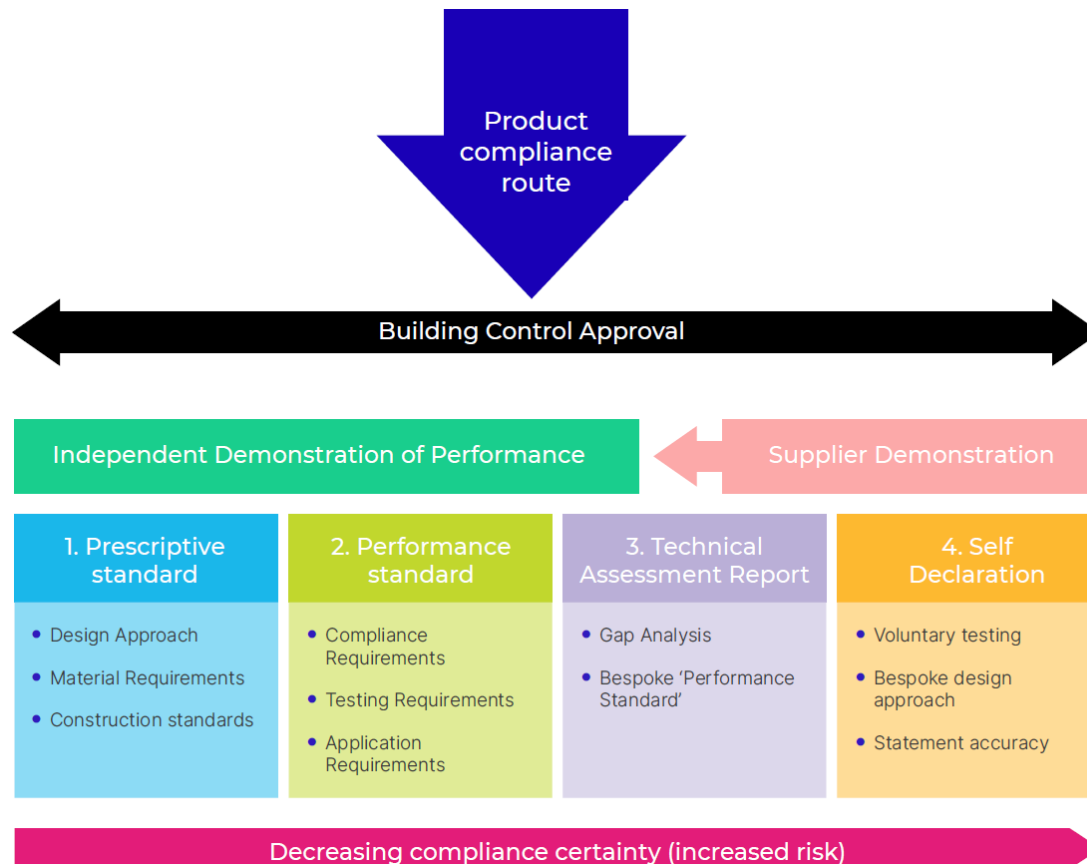 Product
compliance
route
Building Control Approval
Independent Demonstration of Performance
Supplier Demonstration
1. Prescriptive
standard
• Design Approach
• Material Requirements
• Construction standards
2. Performance
standard
• Compliance
Requirements
• Testing Requirements
• Application
Requirements
3. Technical
Assessment Report
• Gap Analysis
• Bespoke ‘Performance
Standard’
4. Self
Declaration
• Voluntary testing
• Bespoke design
approach
• Statement accuracy
Decreasing compliance certainty (increased risk)